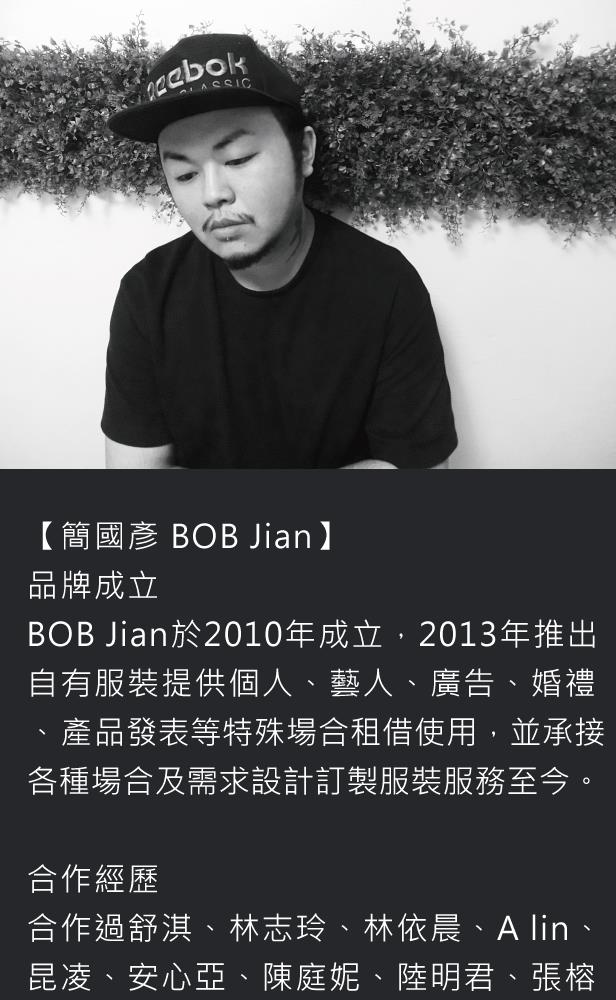 Reebok
CLASSIC
【簡國彥 BOB Jian】
品牌成立
BOB Jian於2010年成立，2013年推出
自有服裝提供個人、藝人、廣告、婚禮
、產品發表等特殊場合租借使用，並承接
各種場合及需求設計訂製服裝服務至今。
合作經歷
合作過舒淇、林志玲、林依晨、A lin、
昆凌、安心亞、陳庭妮、陸明君、張榕